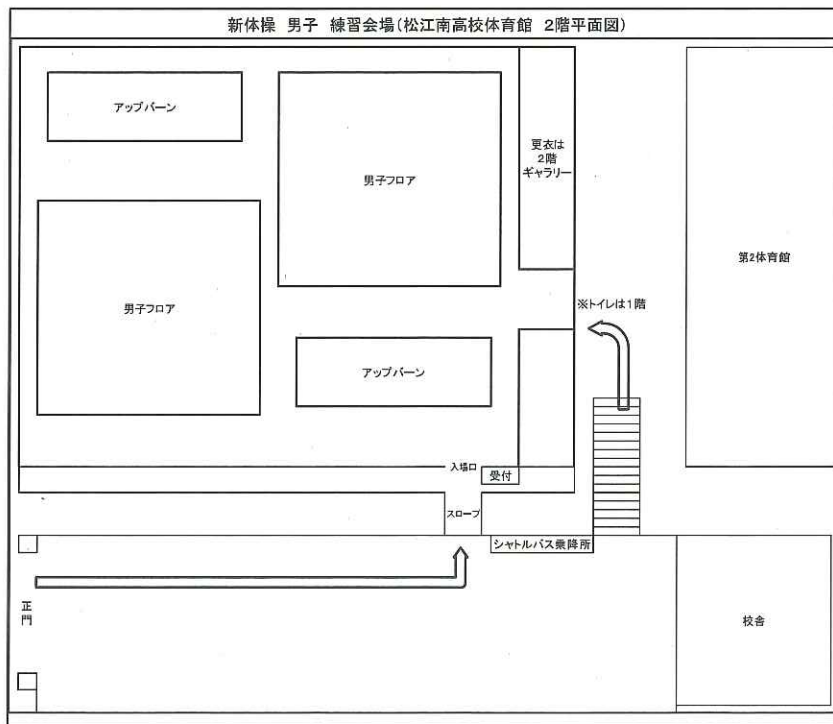 新体操 男子 練習会場(松江南高校体育館 2階平面図)
アップバーン
男子フロア
更衣は
2階
ギャラリー
第2体育館
男子フロア
※トイレは1階
アップバーン
入場口
受付
スロープ
シャトルバス乗降所
正
門
校舎